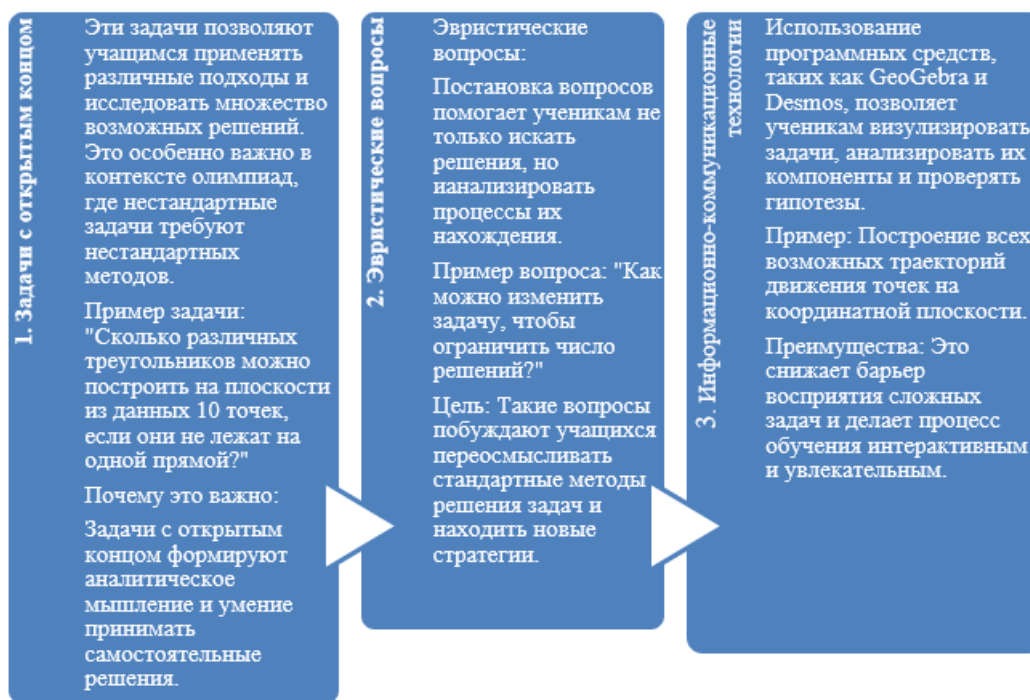 1. Задачи с открытым концом
Эти задачи позволяют
учащимся применять
различные подходы и
исследовать множество
возможных решений.
Это особенно важно в
контексте олимпиад,
где нестандартные
задачи требуют
нестандартных
методов.
Пример задачи:
"Сколько различных
треугольников можно
построить на плоскости
из данных 10 точек,
если они не лежат на
одной прямой?"
Почему это важно:
Задачи с открытым
концом формируют
аналитическое
мышление и умение
принимать
самостоятельные
решения.
2. Эвристические вопросы
Эвристические
вопросы:
Постановка вопросов
помогает ученикам не
только искать
решения, но
ианализировать
процессы их
нахождения.
Пример вопроса: "Как
можно изменить
задачу, чтобы
ограничить число
решений?"
Цель: Такие вопросы
побуждают учащихся
переосмысливать
стандартные методы
решения задач и
находить новые
стратегии.
3. Информационно-коммуникационные
технологии
Использование
программных средств,
таких как GeoGebra и
Desmos, позволяет
ученикам визулизировать
задачи, анализировать их
компоненты и проверять
гипотезы.
Пример: Построение всех
возможных траекторий
движения точек на
координатной плоскости.
Преимущества: Это
снижает барьер
восприятия сложных
задач и делает процесс
обучения интерактивным
и увлекательным.